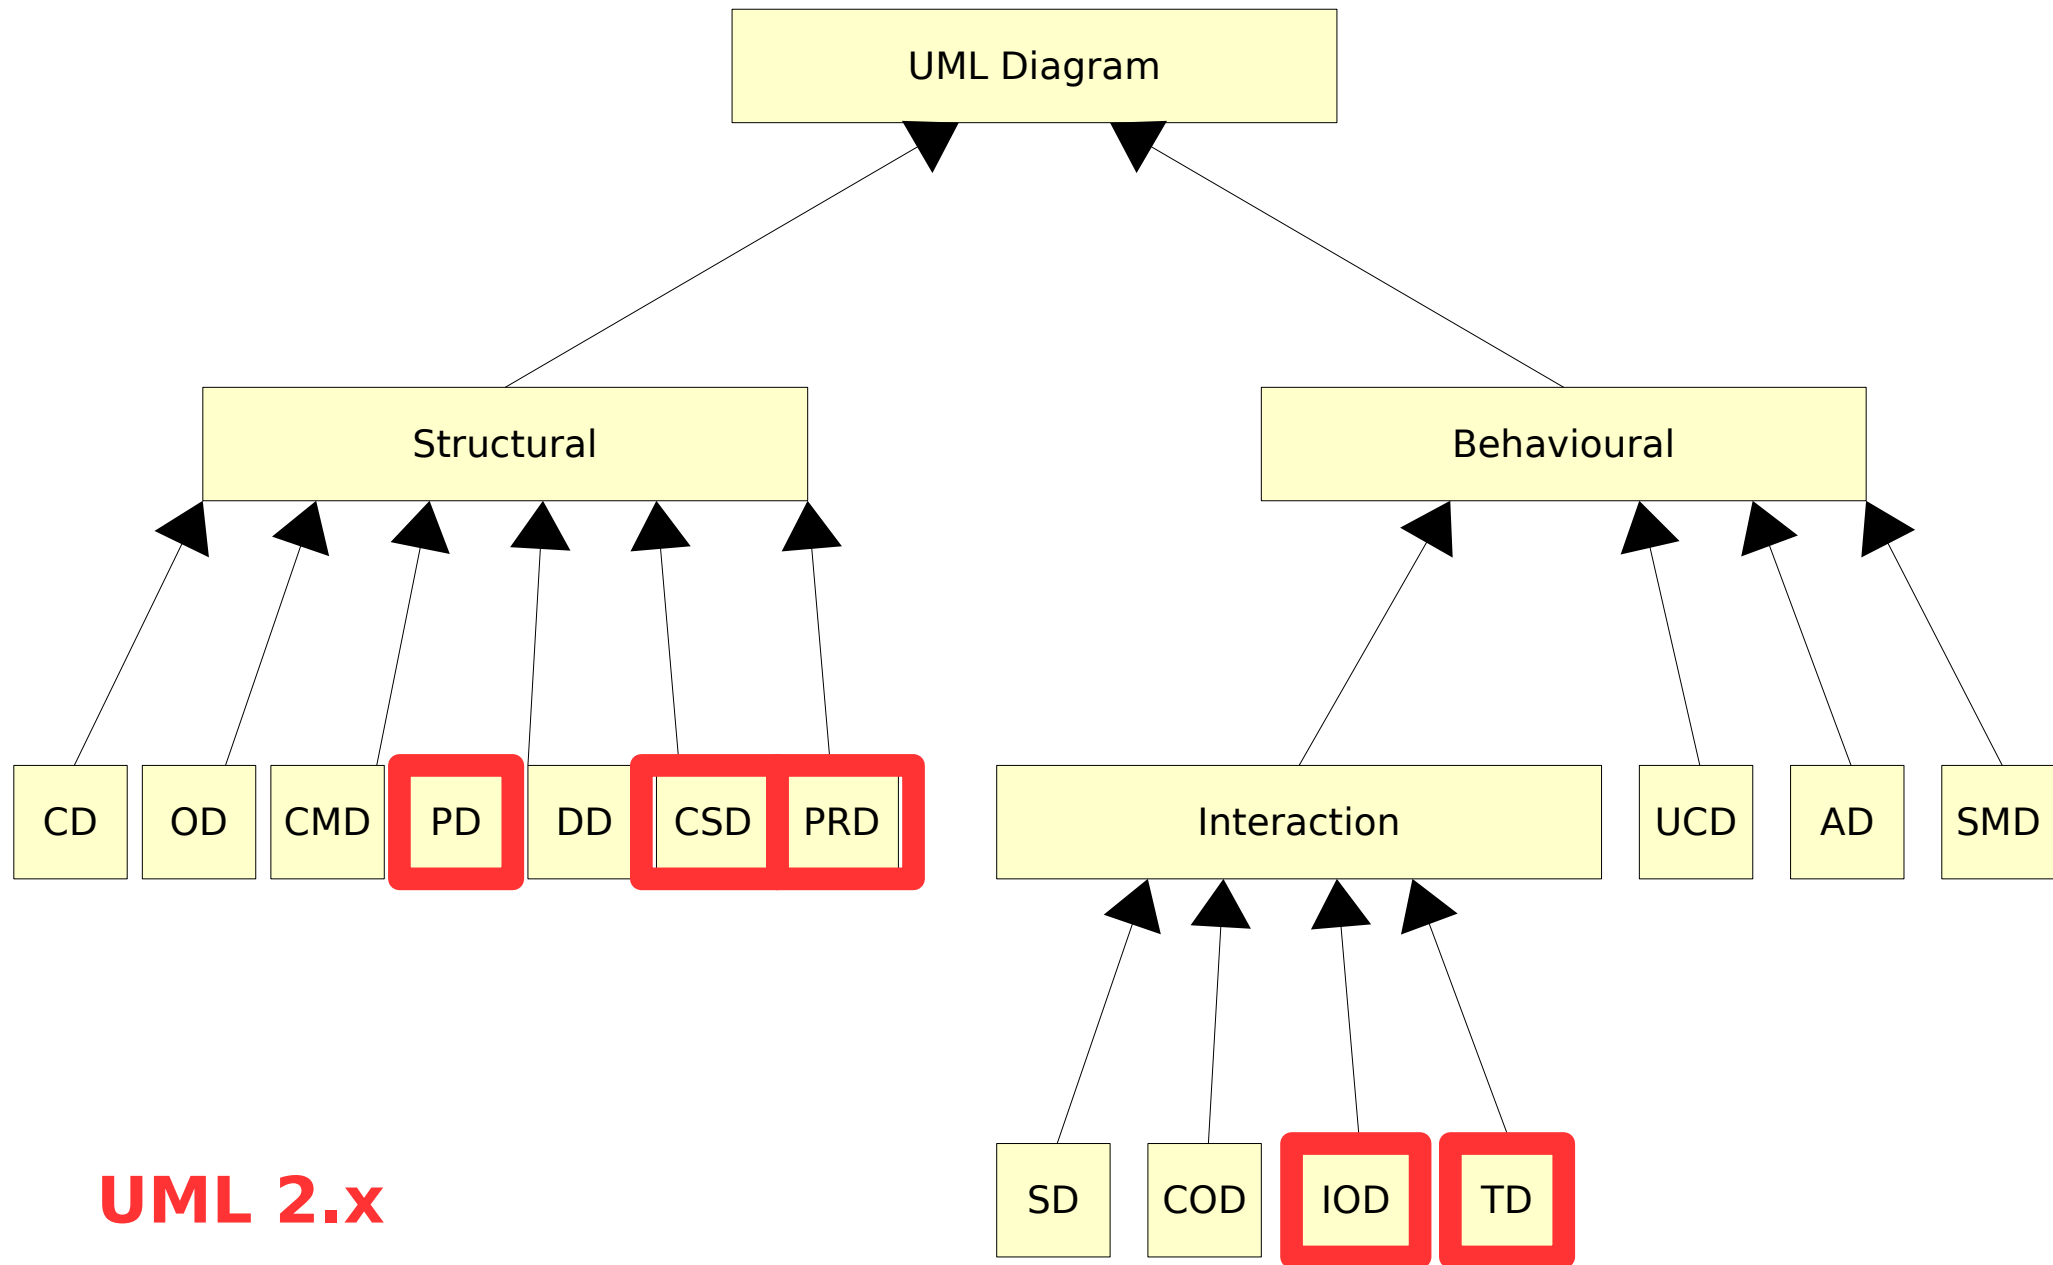 UML Diagram
Structural
Behavioural
CD
OD
CMD
PD
DD
CSD
PRD
Interaction
UCD
AD
SMD
SD
COD
IOD
TD
UML 2.x